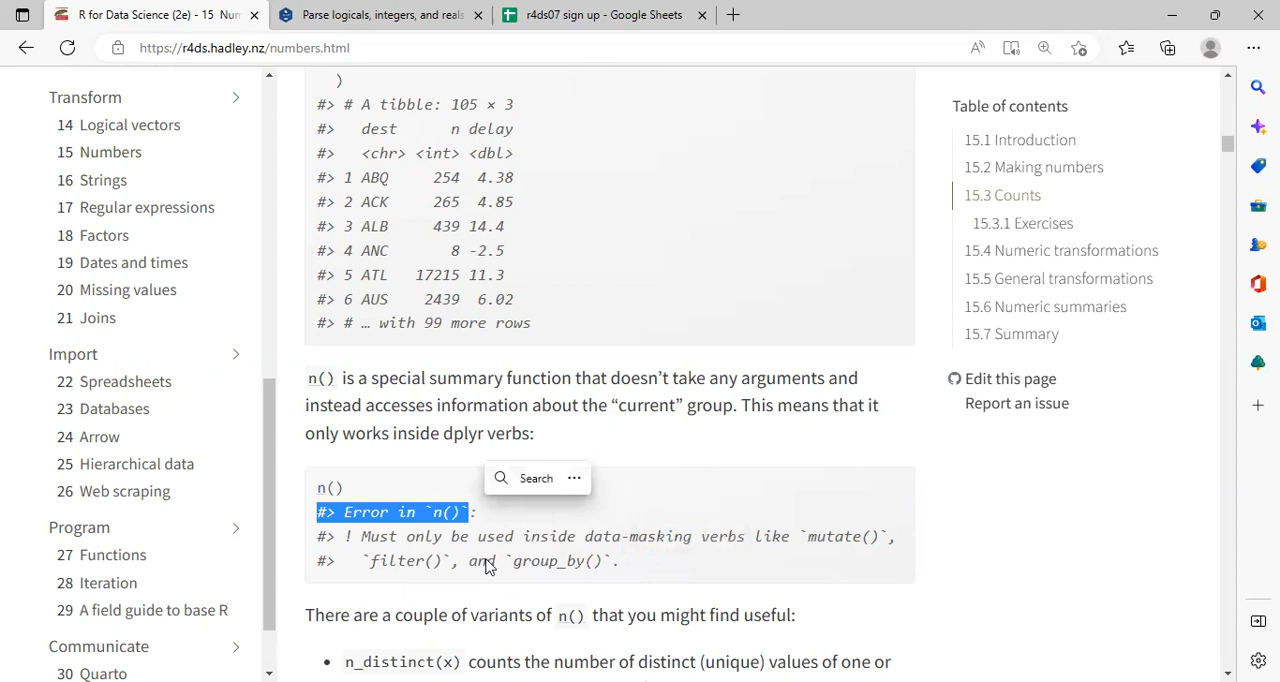 R for Data Science (2e) - 15 Num
Parse logicals, integers, and reals
r4ds07 sign up - Google Sheets
https://r4ds.hadley.nz/numbers.html
Transform
14 Logical vectors
15 Numbers
16 Strings
17 Regular expressions
18 Factors
19 Dates and times
20 Missing values
21 Joins
Import
22 Spreadsheets
23 Databases
24 Arrow
25 Hierarchical data
26 Web scraping
Program
27 Functions
28 Iteration
29 A field guide to base R
Communicate
30 Quarto
)
#> # A tibble: 105 × 3
#> dest n delay
#> <chr> <int> <dbl>
#> 1 ABQ 254 4.38
#> 2 ACK 265 4.85
#> 3 ALB 439 14.4
#> 4 ANC 8 -2.5
#> 5 ATL 17215 11.3
#> 6 AUS 2439 6.02
#> # … with 99 more rows
n() is a special summary function that doesn’t take any arguments and
instead accesses information about the “current” group. This means that it
only works inside dplyr verbs:
Search
n()
#> Error in `n()`:
#> ! Must only be used inside data-masking verbs like `mutate()`,
#> `filter()`, and `group_by()`.
There are a couple of variants of n() that you might find useful:
• n_distinct(x) counts the number of distinct (unique) values of one or
Table of contents
15.1 Introduction
15.2 Making numbers
15.3 Counts
15.3.1 Exercises
15.4 Numeric transformations
15.5 General transformations
15.6 Numeric summaries
15.7 Summary
Edit this page
Report an issue